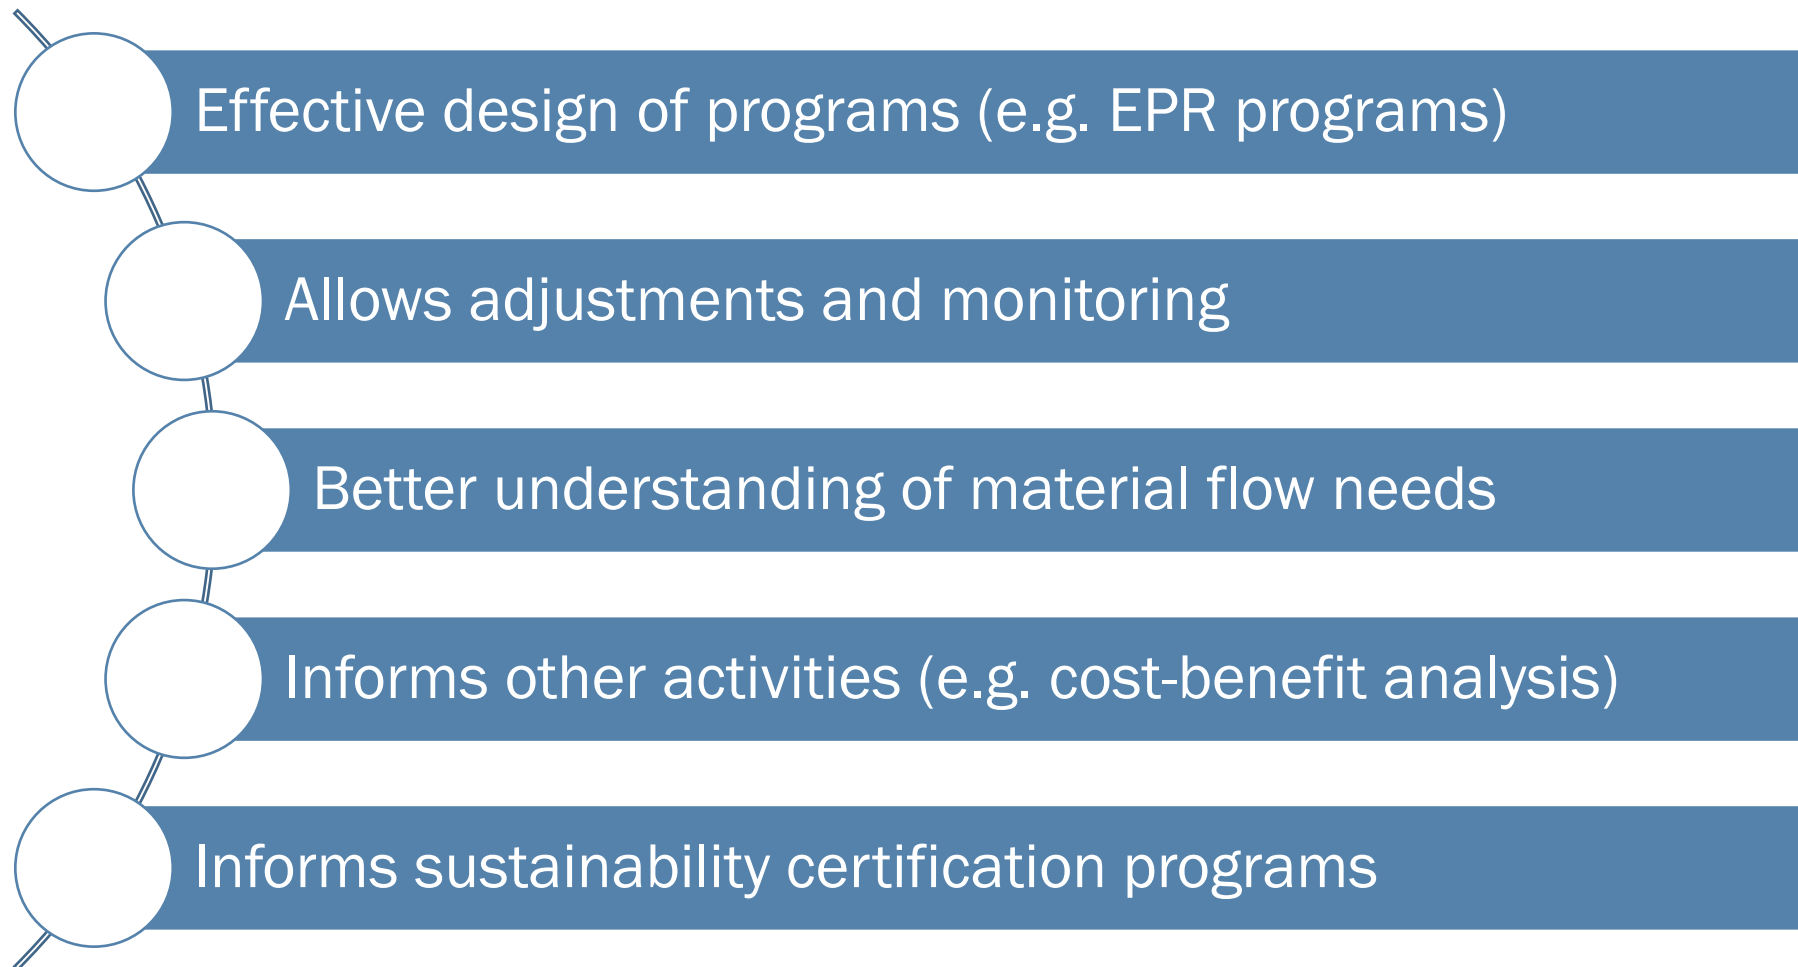 Effective design of programs (e.g. EPR programs)
Allows adjustments and monitoring
Better understanding of material flow needs
Informs other activities (e.g. cost-benefit analysis)
Informs sustainability certification programs